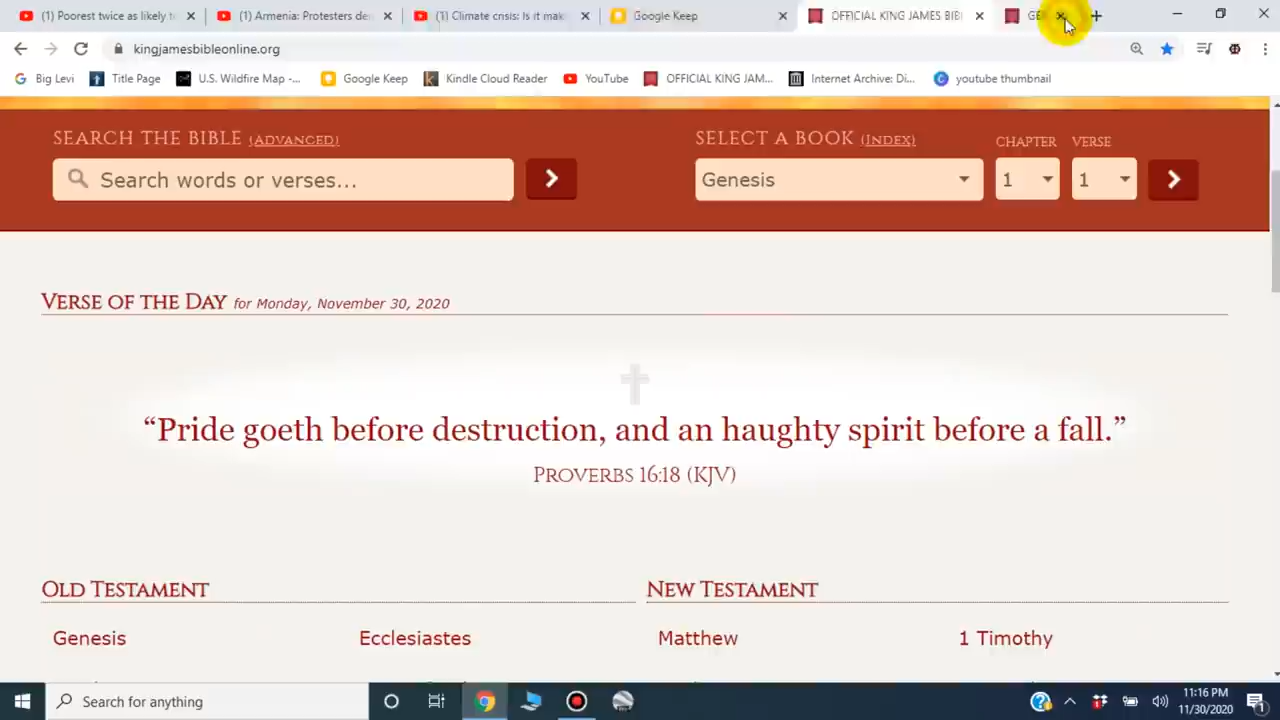 (1) Poorest twice as likely to
(1) Armenia: Protesters de
(1) Climate crisis: Is it mak
Google Keep
OFFICIAL KING JAMES BIBL
GEN
kingjamesbibleonline.org
Big Levi
Title Page
U.S. Wildfire Map -...
Google Keep
Kindle Cloud Reader
YouTube
OFFICIAL KING JAM...
Internet Archive: Di...
youtube thumbnail
SEARCH THE BIBLE (ADVANCED)
SELECT A BOOK (INDEX)
CHAPTER
VERSE
Search words or verses...
Genesis
1
1
VERSE OF THE DAY for Monday, November 30, 2020
“Pride goeth before destruction, and an haughty spirit before a fall.”
PROVERBS 16:18 (KJV)
OLD TESTAMENT
NEW TESTAMENT
Genesis
Ecclesiastes
Matthew
1 Timothy
Search for anything
11:16 PM
11/30/2020
1